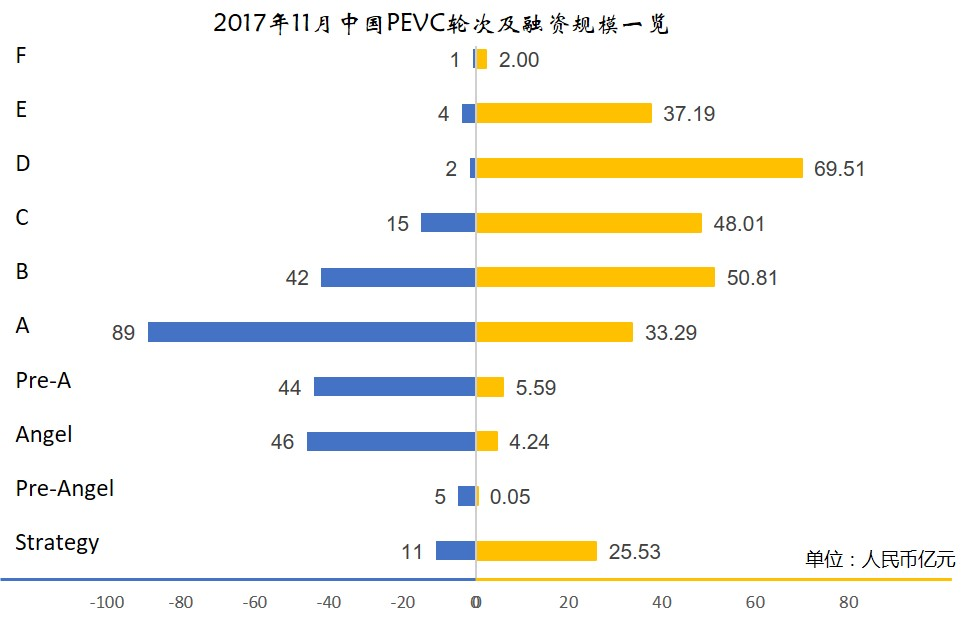 2017年11月中国PEVC轮次及融资规模一览
F 1 2.00
E 4 37.19
D 2 69.51
C 15 48.01
B 42 50.81
A 89 33.29
Pre-A 44 5.59
Angel 46 4.24
Pre-Angel 5 0.05
Strategy 11 25.53
单位：人民币亿元
-100 -80 -60 -40 -20 0 0 20 40 60 80